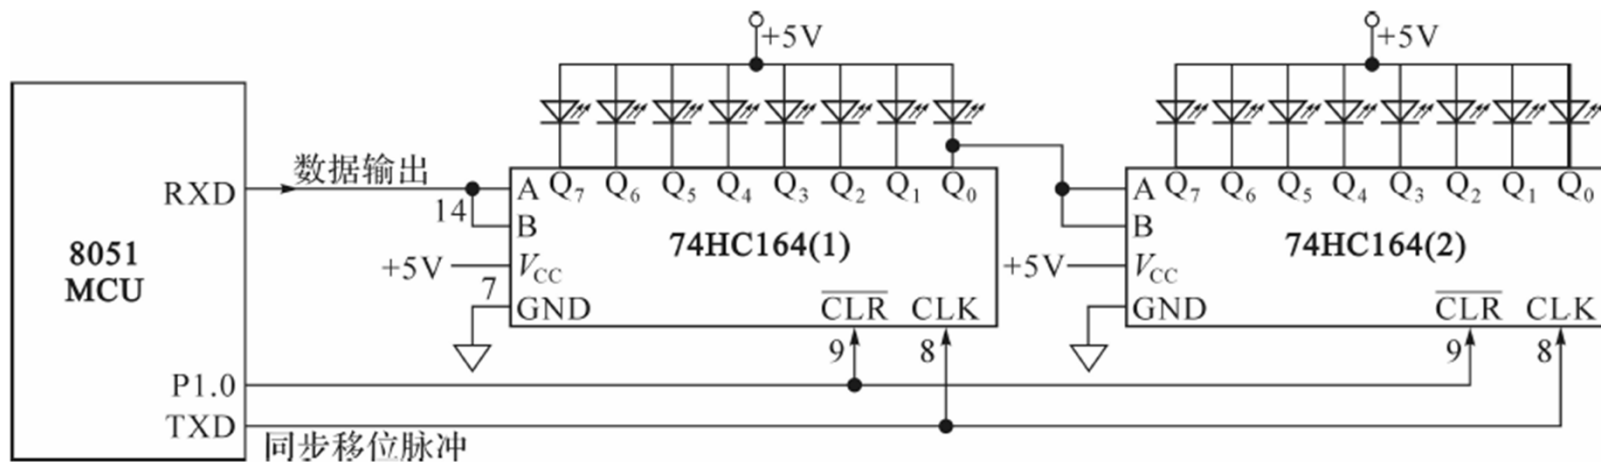 +5V +5V
RXD 数据输出 A Q7 Q6 Q5 Q4 Q3 Q2 Q1 Q0 A Q7 Q6 Q5 Q4 Q3 Q2 Q1 Q0
14 B B
8051 74HC164(1) 74HC164(2)
MCU +5V VCC +5V VCC
7 GND CLR CLK GND CLR CLK
9 8 9 8
P1.0
TXD
同步移位脉冲